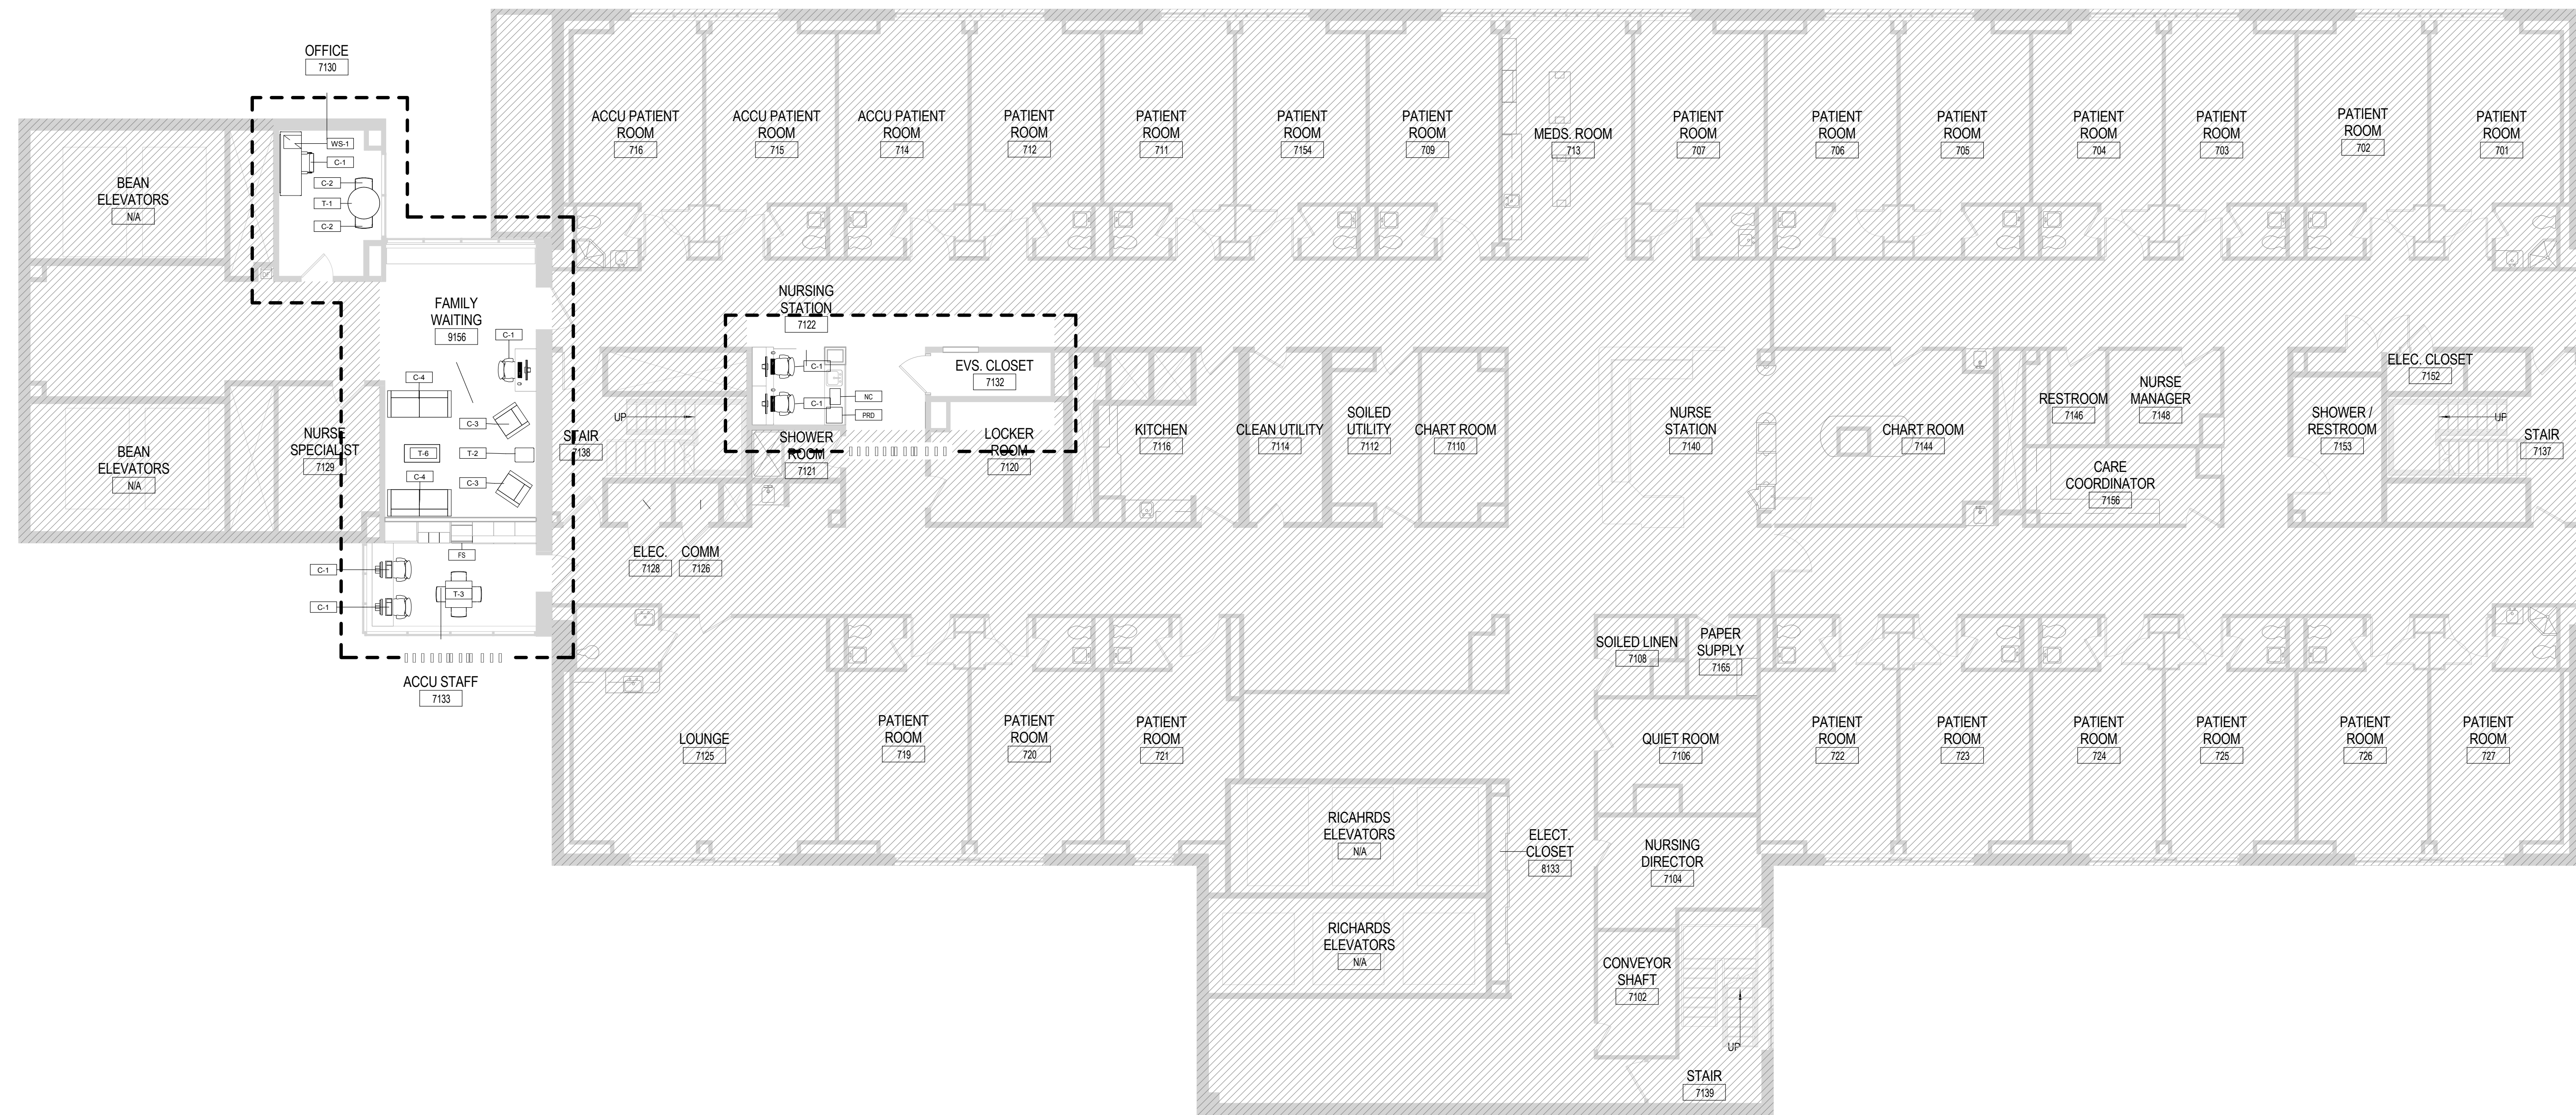 OFFICE
7130
ACCU PATIENT
ROOM
716
ACCU PATIENT
ROOM
715
ACCU PATIENT
ROOM
714
PATIENT
ROOM
712
PATIENT
ROOM
711
PATIENT
ROOM
7154
PATIENT
ROOM
709
MEDS. ROOM
713
PATIENT
ROOM
707
PATIENT
ROOM
706
PATIENT
ROOM
705
PATIENT
ROOM
704
PATIENT
ROOM
703
PATIENT
ROOM
702
PATIENT
ROOM
701
WS-1
C-1
C-2
T-1
C-2
BEAN
ELEVATORS
N/A
FAMILY
WAITING
9156
C-1
C-4
C-3
T-6
T-2
C-4
C-3
FS
C-1
C-1
T-3
ACCU STAFF
7133
BEAN
ELEVATORS
N/A
NURSE
SPECIALIST
7129
NURSING
STATION
7122
C-1
C-1
NC
PRD
EVS. CLOSET
7132
UP
STAIR
7138
SHOWER
ROOM
7121
LOCKER
ROOM
7120
KITCHEN
7116
CLEAN UTILITY
7114
SOILED
UTILITY
7112
CHART ROOM
7110
NURSE
STATION
7140
CHART ROOM
7144
RESTROOM
7146
NURSE
MANAGER
7148
CARE
COORDINATOR
7156
SHOWER /
RESTROOM
7153
ELEC. CLOSET
7152
UP
STAIR
7137
ELEC.
7128
COMM
7126
SOILED LINEN
7108
PAPER
SUPPLY
7165
LOUNGE
7125
PATIENT
ROOM
719
PATIENT
ROOM
720
PATIENT
ROOM
721
QUIET ROOM
7106
PATIENT
ROOM
722
PATIENT
ROOM
723
PATIENT
ROOM
724
PATIENT
ROOM
725
PATIENT
ROOM
726
PATIENT
ROOM
727
RICAHRDS
ELEVATORS
N/A
ELECT.
CLOSET
8133
NURSING
DIRECTOR
7104
RICHARDS
ELEVATORS
N/A
CONVEYOR
SHAFT
7102
UP
STAIR
7139